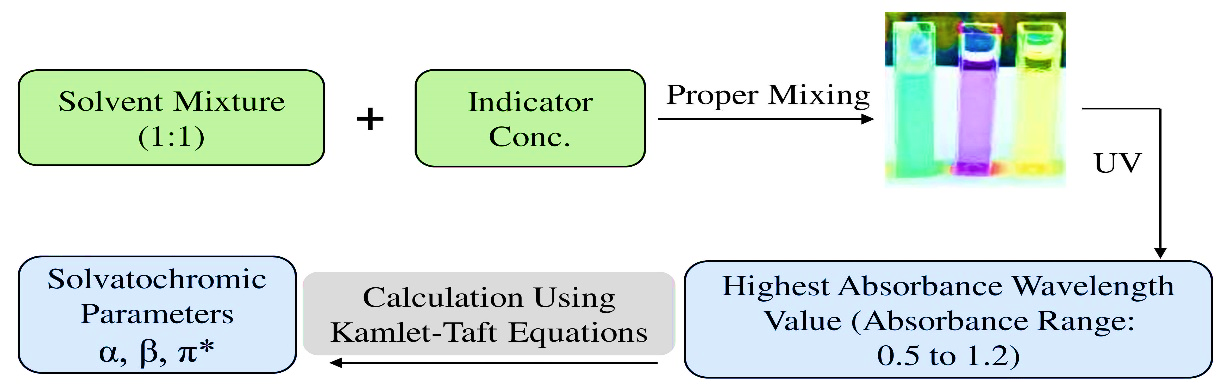 Solvent Mixture
(1:1)
+
Indicator
Conc.
Proper Mixing
UV
Highest Absorbance Wavelength
Value (Absorbance Range:
0.5 to 1.2)
Calculation Using
Kamlet-Taft Equations
Solvatochromic
Parameters
α, β, π*